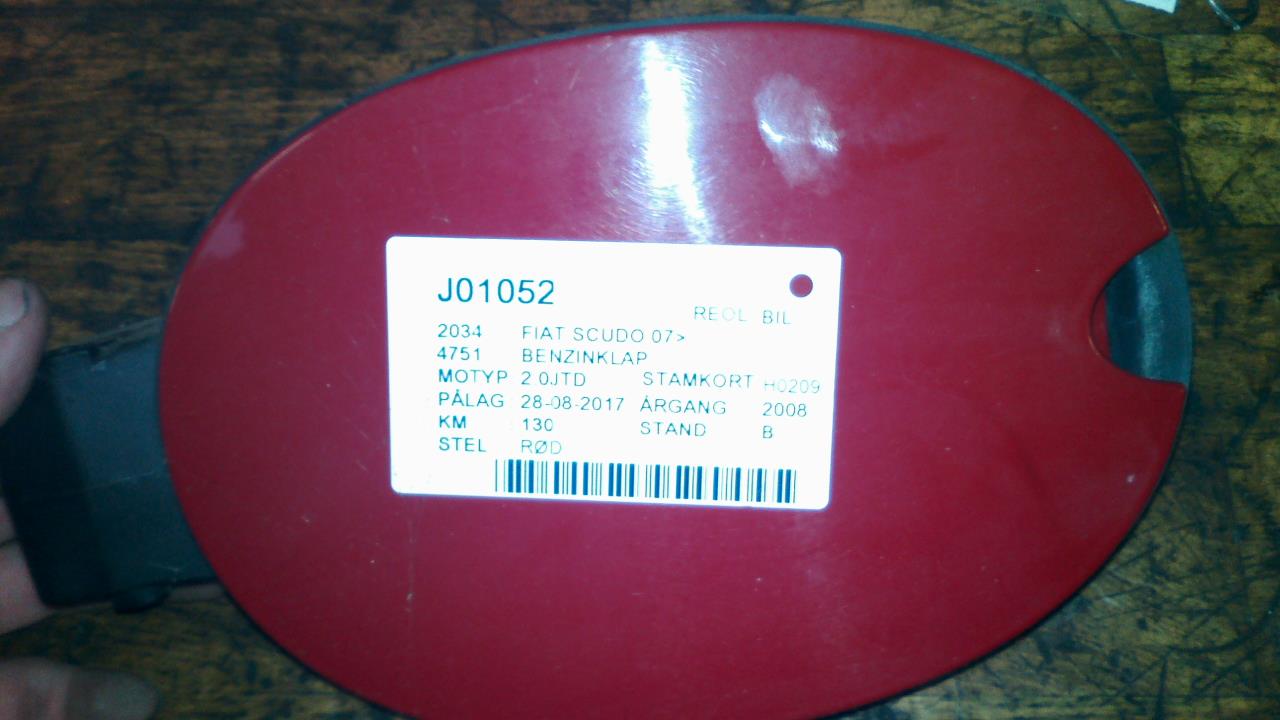 J01052
REOL BIL
2034 FIAT SCUDO 07>
4751 BENZINKLAP
MOTYP 2.0JTD STAMKORT H0209
PÅLAG 28-08-2017 ÅRGANG 2008
KM 130 STAND B
STEL RØD